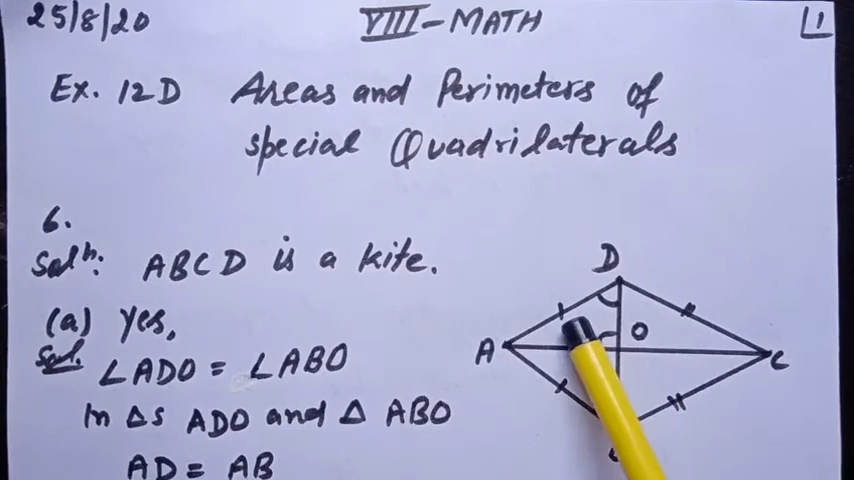 25/8/20
VIII - MATH
1
Ex. 12D Areas and Perimeters of
special Quadrilaterals
6.
Solⁿ: ABCD is a kite.
(a) Yes,
Sol.
∠ADO = ∠ABO
In Δs ADO and Δ ABO
AD = AB
D
A
O
C